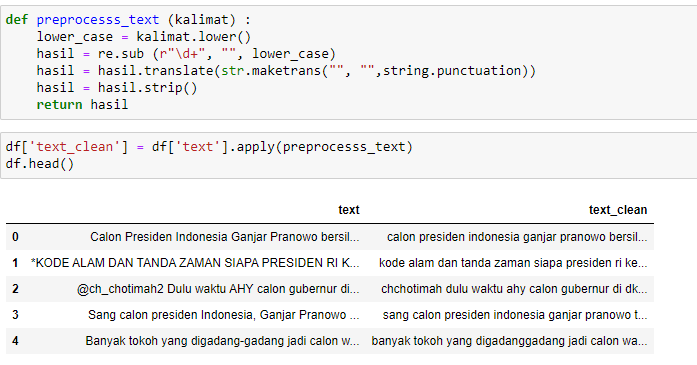 def preprocesss_text (kalimat) :
lower_case = kalimat.lower()
hasil = re.sub (r"\d+", "", lower_case)
hasil = hasil.translate(str.maketrans("", "",string.punctuation))
hasil = hasil.strip()
return hasil
df['text_clean'] = df['text'].apply(preprocesss_text)
df.head()
text text_clean
0 Calon Presiden Indonesia Ganjar Pranowo bersil... calon presiden indonesia ganjar pranowo bersil...
1 *KODE ALAM DAN TANDA ZAMAN SIAPA PRESIDEN RI K... kode alam dan tanda zaman siapa presiden ri ke...
2 @ch_chotimah2 Dulu waktu AHY calon gubernur di... chchotimah dulu waktu ahy calon gubernur di dk...
3 Sang calon presiden Indonesia, Ganjar Pranowo ... sang calon presiden indonesia ganjar pranowo t...
4 Banyak tokoh yang digadang-gadang jadi calon w... banyak tokoh yang digadanggadang jadi calon wa...